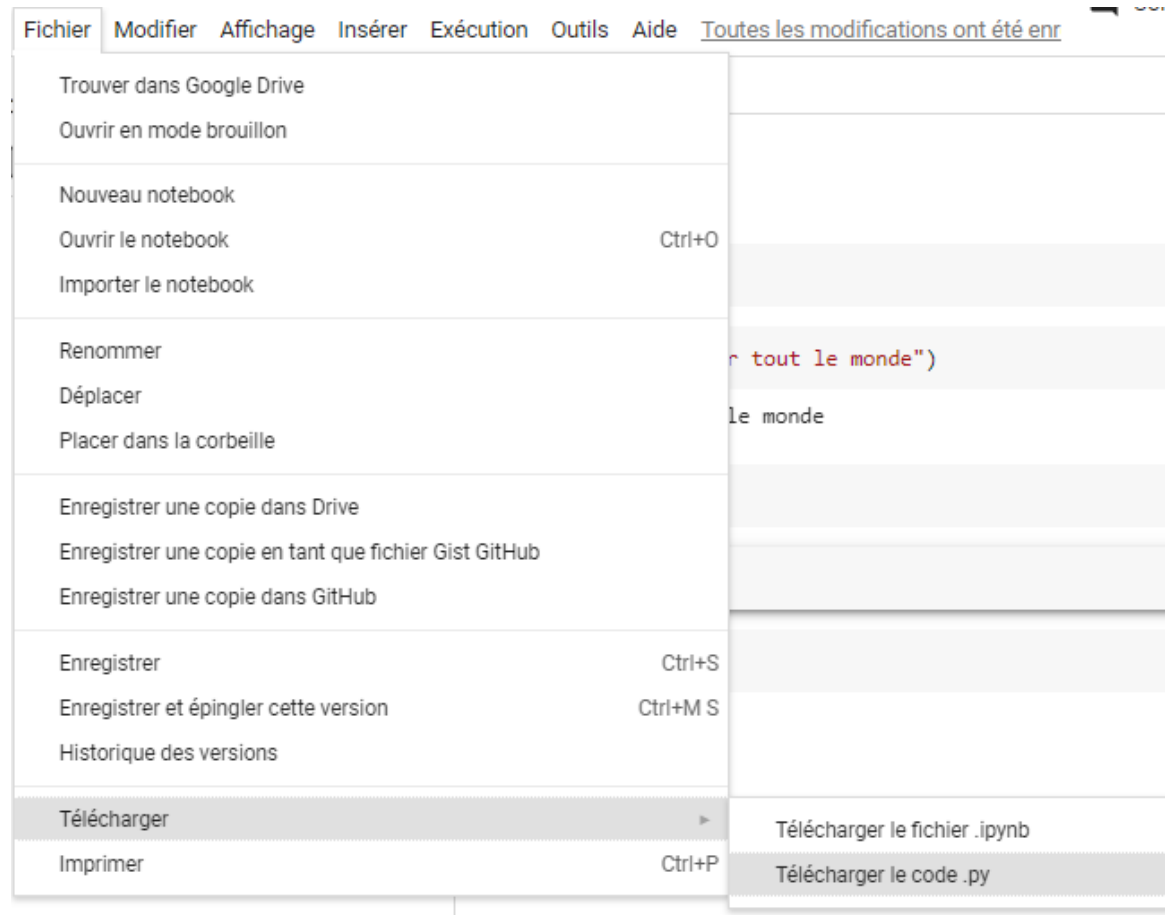 Fichier Modifier Affichage Insérer Exécution Outils Aide Toutes les modifications ont été enr
Trouver dans Google Drive
Ouvrir en mode brouillon
Nouveau notebook
Ouvrir le notebook Ctrl+O
Importer le notebook
Renommer
r tout le monde")
Déplacer
le monde
Placer dans la corbeille
Enregistrer une copie dans Drive
Enregistrer une copie en tant que fichier Gist GitHub
Enregistrer une copie dans GitHub
Enregistrer Ctrl+S
Enregistrer et épingler cette version Ctrl+M S
Historique des versions
Télécharger ►
Télécharger le fichier .ipynb
Imprimer Ctrl+P
Télécharger le code .py